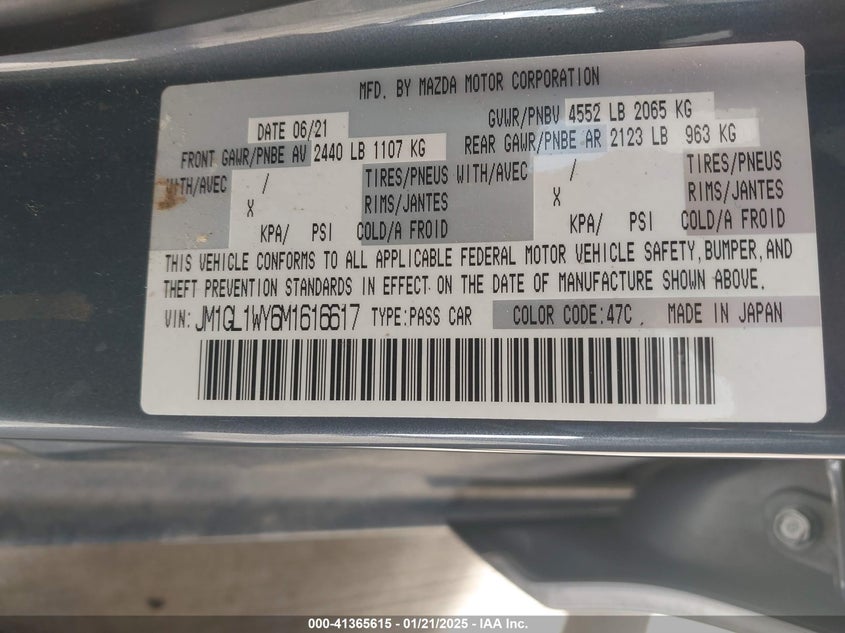 MFD. BY MAZDA MOTOR CORPORATION
DATE 06/21 GVWR/PNBV 4552 LB 2065 KG
FRONT GAWR/PNBE AV 2440 LB 1107 KG REAR GAWR/PNBE AR 2123 LB 963 KG
WITH/AVEC / TIRES/PNEUS WITH/AVEC / TIRES/PNEUS
X RIMS/JANTES X RIMS/JANTES
KPA/ PSI COLD/A FROID KPA/ PSI COLD/A FROID
THIS VEHICLE CONFORMS TO ALL APPLICABLE FEDERAL MOTOR VEHICLE SAFETY, BUMPER, AND
THEFT PREVENTION STANDARDS IN EFFECT ON THE DATE OF MANUFACTURE SHOWN ABOVE.
VIN: JM1GL1WY6M1616617 TYPE:PASS CAR COLOR CODE:47C MADE IN JAPAN
000-41365615 - 01/21/2025 - IAA Inc.